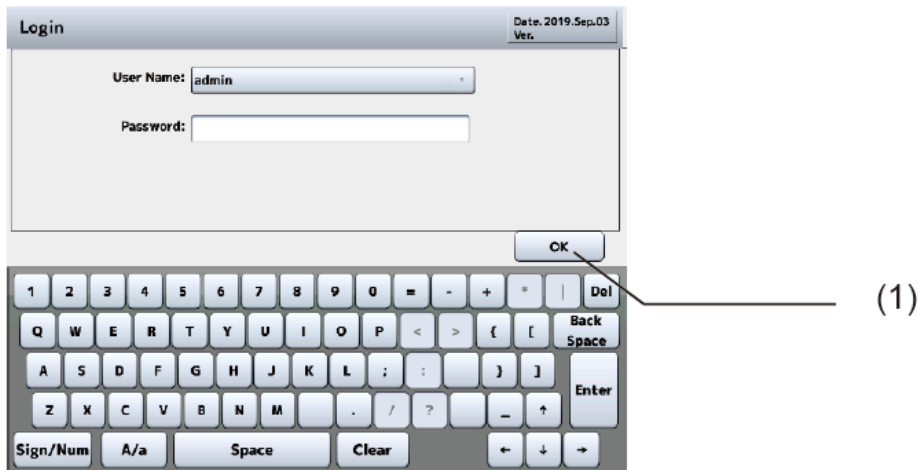 Login
Date. 2019.Sep.03
Ver.
User Name: admin
Password:
OK
(1)
1 2 3 4 5 6 7 8 9 0 = - + * | Del
Q W E R T Y U I O P < > { [ Back Space
A S D F G H J K L ; : } ] Enter
Z X C V B N M . / ? _ ↑
Sign/Num A/a Space Clear ← ↓ →